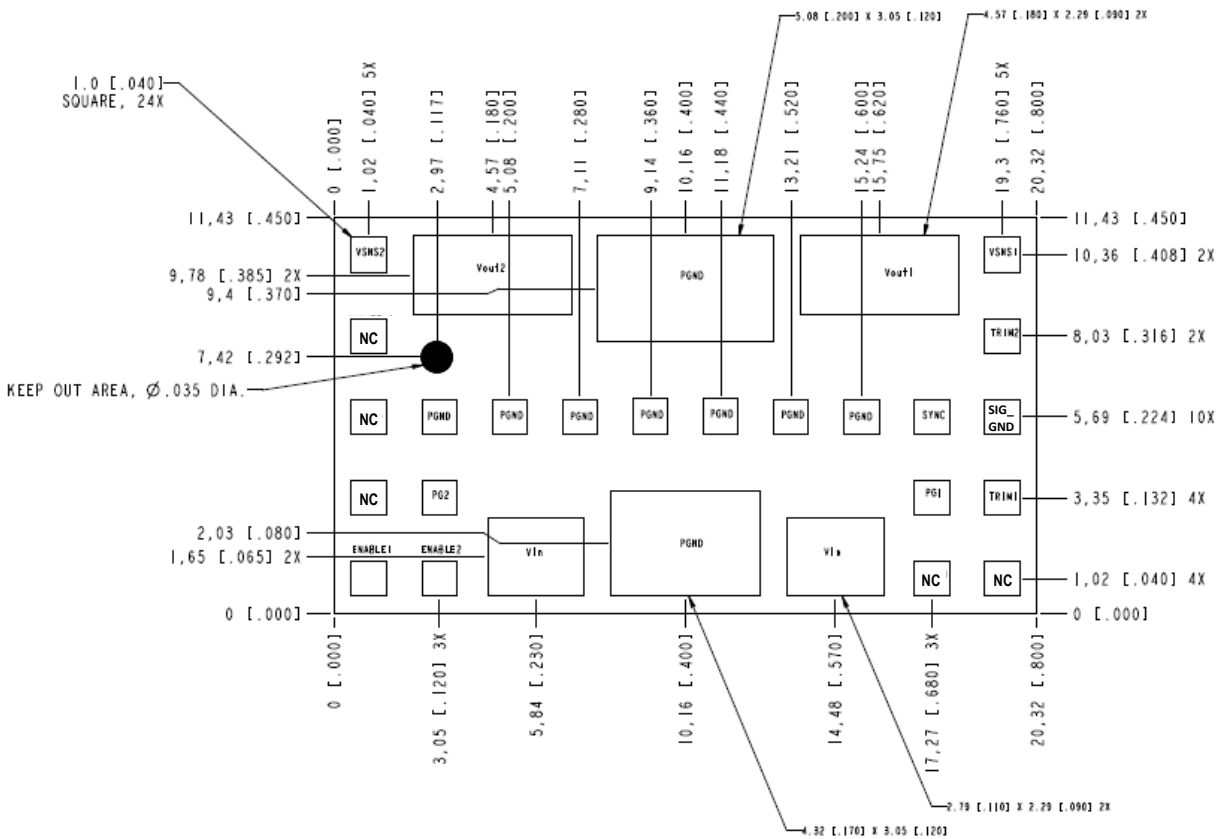 5.08 [.200] X 3.05 [.120]
4.57 [.180] X 2.29 [.090] 2X
1.0 [.040]
SQUARE, 24X
0 [.000]
1,02 [.040] 5X
2,97 [.117]
4,57 [.180]
5,08 [.200]
7,11 [.280]
9,14 [.360]
10,16 [.400]
11,18 [.440]
13,21 [.520]
15,24 [.600]
15,75 [.620]
19,3 [.760] 5X
20,32 [.800]
11,43 [.450]
11,43 [.450]
VSNS2
Vout2
PGND
Vout1
VSNS1
10,36 [.408] 2X
9,78 [.385] 2X
9,4 [.370]
NC
TRIM2
8,03 [.316] 2X
7,42 [.292]
KEEP OUT AREA, Ø.035 DIA.
NC
PGND
PGND
PGND
PGND
PGND
PGND
PGND
SYNC
SIG_
GND
5,69 [.224] 10X
NC
PG2
PG1
TRIM1
3,35 [.132] 4X
2,03 [.080]
1,65 [.065] 2X
ENABLE1
ENABLE2
VIn
PGND
NC
NC
1,02 [.040] 4X
0 [.000]
0 [.000]
0 [.000]
3,05 [.120] 3X
5,84 [.230]
10,16 [.400]
14,48 [.570]
17,27 [.680] 3X
20,32 [.800]
2.79 [.110] X 2.29 [.090] 2X
4.32 [.170] X 3.05 [.120]